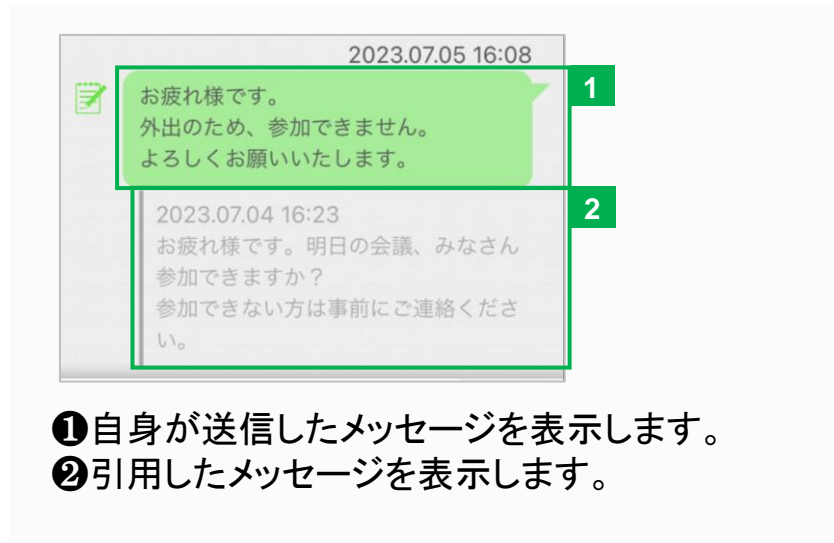 2023.07.05 16:08
1
お疲れ様です。
外出のため、参加できません。
よろしくお願いいたします。
2
2023.07.04 16:23
お疲れ様です。明日の会議、みなさん
参加できますか？
参加できない方は事前にご連絡くださ
い。
❶自身が送信したメッセージを表示します。
❷引用したメッセージを表示します。